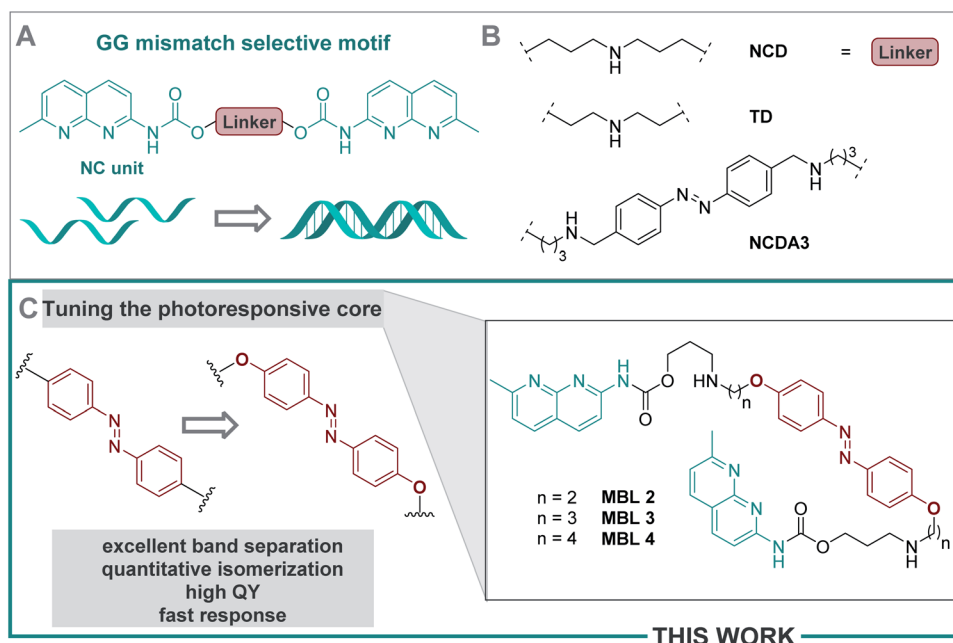 A
GG mismatch selective motif
N
N
N
H
O
O
Linker
O
O
N
H
N
N
NC unit
B
N
H
NCD
=
Linker
N
H
TD
N
H
3
N
N
H
N
3
NCDA3
C
Tuning the photoresponsive core
N
N
O
N
N
O
excellent band separation
quantitative isomerization
high QY
fast response
N
N
H
N
O
O
HN
n
O
N
N
O
n
N
N
N
H
O
O
N
H
n = 2 MBL 2
n = 3 MBL 3
n = 4 MBL 4
THIS WORK